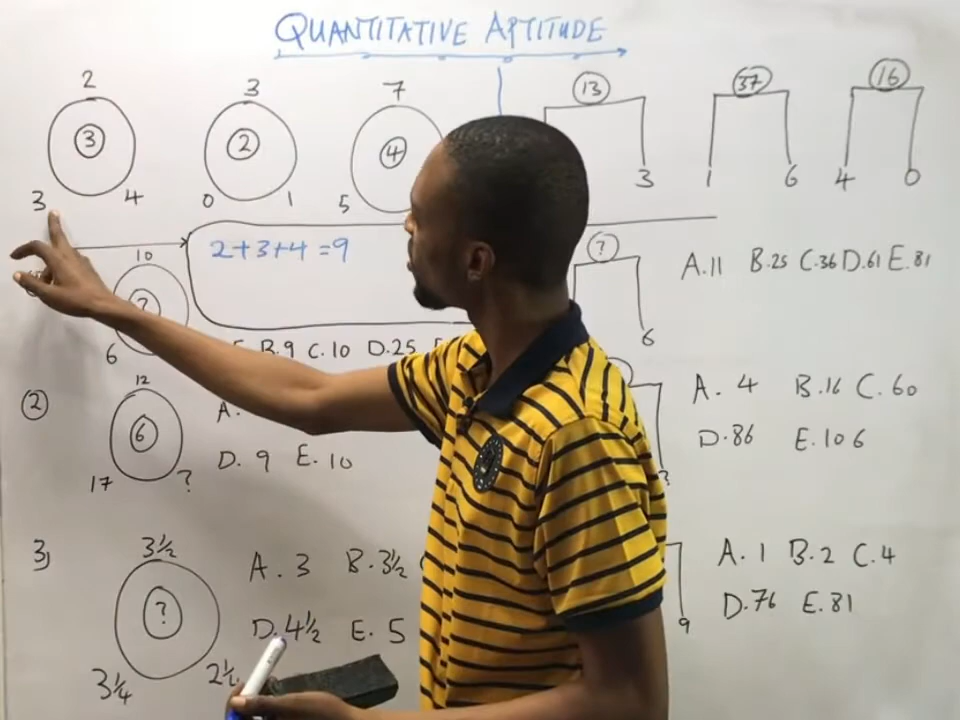 QUANTITATIVE APTITUDE
2 3 7 13 37 16
3 2 4
3 4 0 1 5 3 1 6 4 0
2+3+4=9
10 ? A.11 B.25 C.36 D.61 E.81
?
6 B.9 C.10 D.25 6
2 12 A. A. 4 B.16 C.60
6 D.86 E.106
17 ? D. 9 E. 10
3) 3½ A. 3 B.3½ A. 1 B.2 C.4
? D.4½ E. 5 D.76 E.81
3¼ 2½ 9